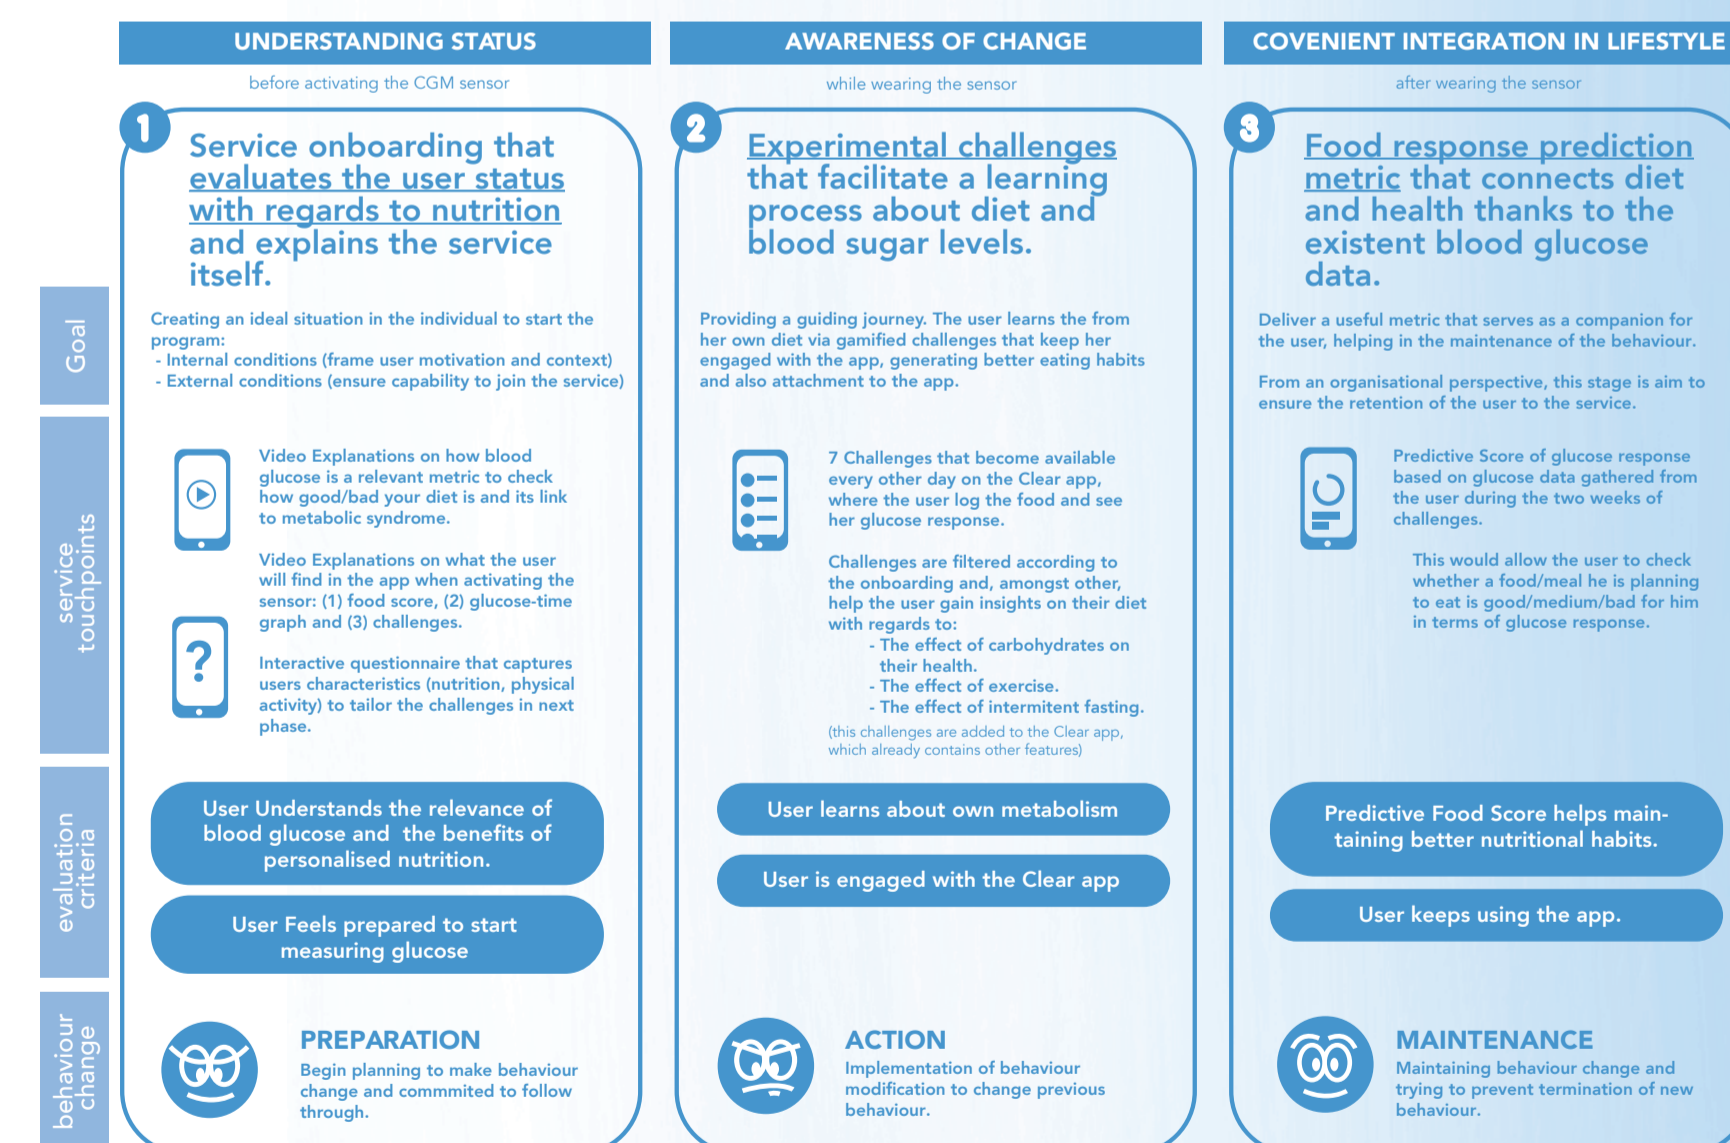 UNDERSTANDING STATUS
before activating the CGM sensor
1
Service onboarding that
evaluates the user status
with regards to nutrition
and explains the service
itself.
Goal
Creating an ideal situation in the individual to start the
program:
- Internal conditions (frame user motivation and context)
- External conditions (ensure capability to join the service)
service
touchpoints
Video Explanations on how blood
glucose is a relevant metric to check
how good/bad your diet is and its link
to metabolic syndrome.
Video Explanations on what the user
will find in the app when activating the
sensor: (1) food score, (2) glucose-time
graph and (3) challenges.
?
Interactive questionnaire that captures
users characteristics (nutrition, physical
activity) to tailor the challenges in next
phase.
evaluation
criteria
User Understands the relevance of
blood glucose and the benefits of
personalised nutrition.
User Feels prepared to start
measuring glucose
behaviour
change
PREPARATION
Begin planning to make behaviour
change and commmited to follow
through.
AWARENESS OF CHANGE
while wearing the sensor
2
Experimental challenges
that facilitate a learning
process about diet and
blood sugar levels.
Providing a guiding journey. The user learns the from
her own diet via gamified challenges that keep her
engaged with the app, generating better eating habits
and also attachment to the app.
7 Challenges that become available
every other day on the Clear app,
where the user log the food and see
her glucose response.
Challenges are filtered according to
the onboarding and, amongst other,
help the user gain insights on their diet
with regards to:
- The effect of carbohydrates on
their health.
- The effect of exercise.
- The effect of intermitent fasting.
(this challenges are added to the Clear app,
which already contains other features)
User learns about own metabolism
User is engaged with the Clear app
ACTION
Implementation of behaviour
modification to change previous
behaviour.
COVENIENT INTEGRATION IN LIFESTYLE
after wearing the sensor
3
Food response prediction
metric that connects diet
and health thanks to the
existent blood glucose
data.
Deliver a useful metric that serves as a companion for
the user, helping in the maintenance of the behaviour.
From an organisational perspective, this stage is aim to
ensure the retention of the user to the service.
Predictive Score of glucose response
based on glucose data gathered from
the user during the two weeks of
challenges.
This would allow the user to check
whether a food/meal he is planning
to eat is good/medium/bad for him
in terms of glucose response.
Predictive Food Score helps main-
taining better nutritional habits.
User keeps using the app.
MAINTENANCE
Maintaining behaviour change and
trying to prevent termination of new
behaviour.